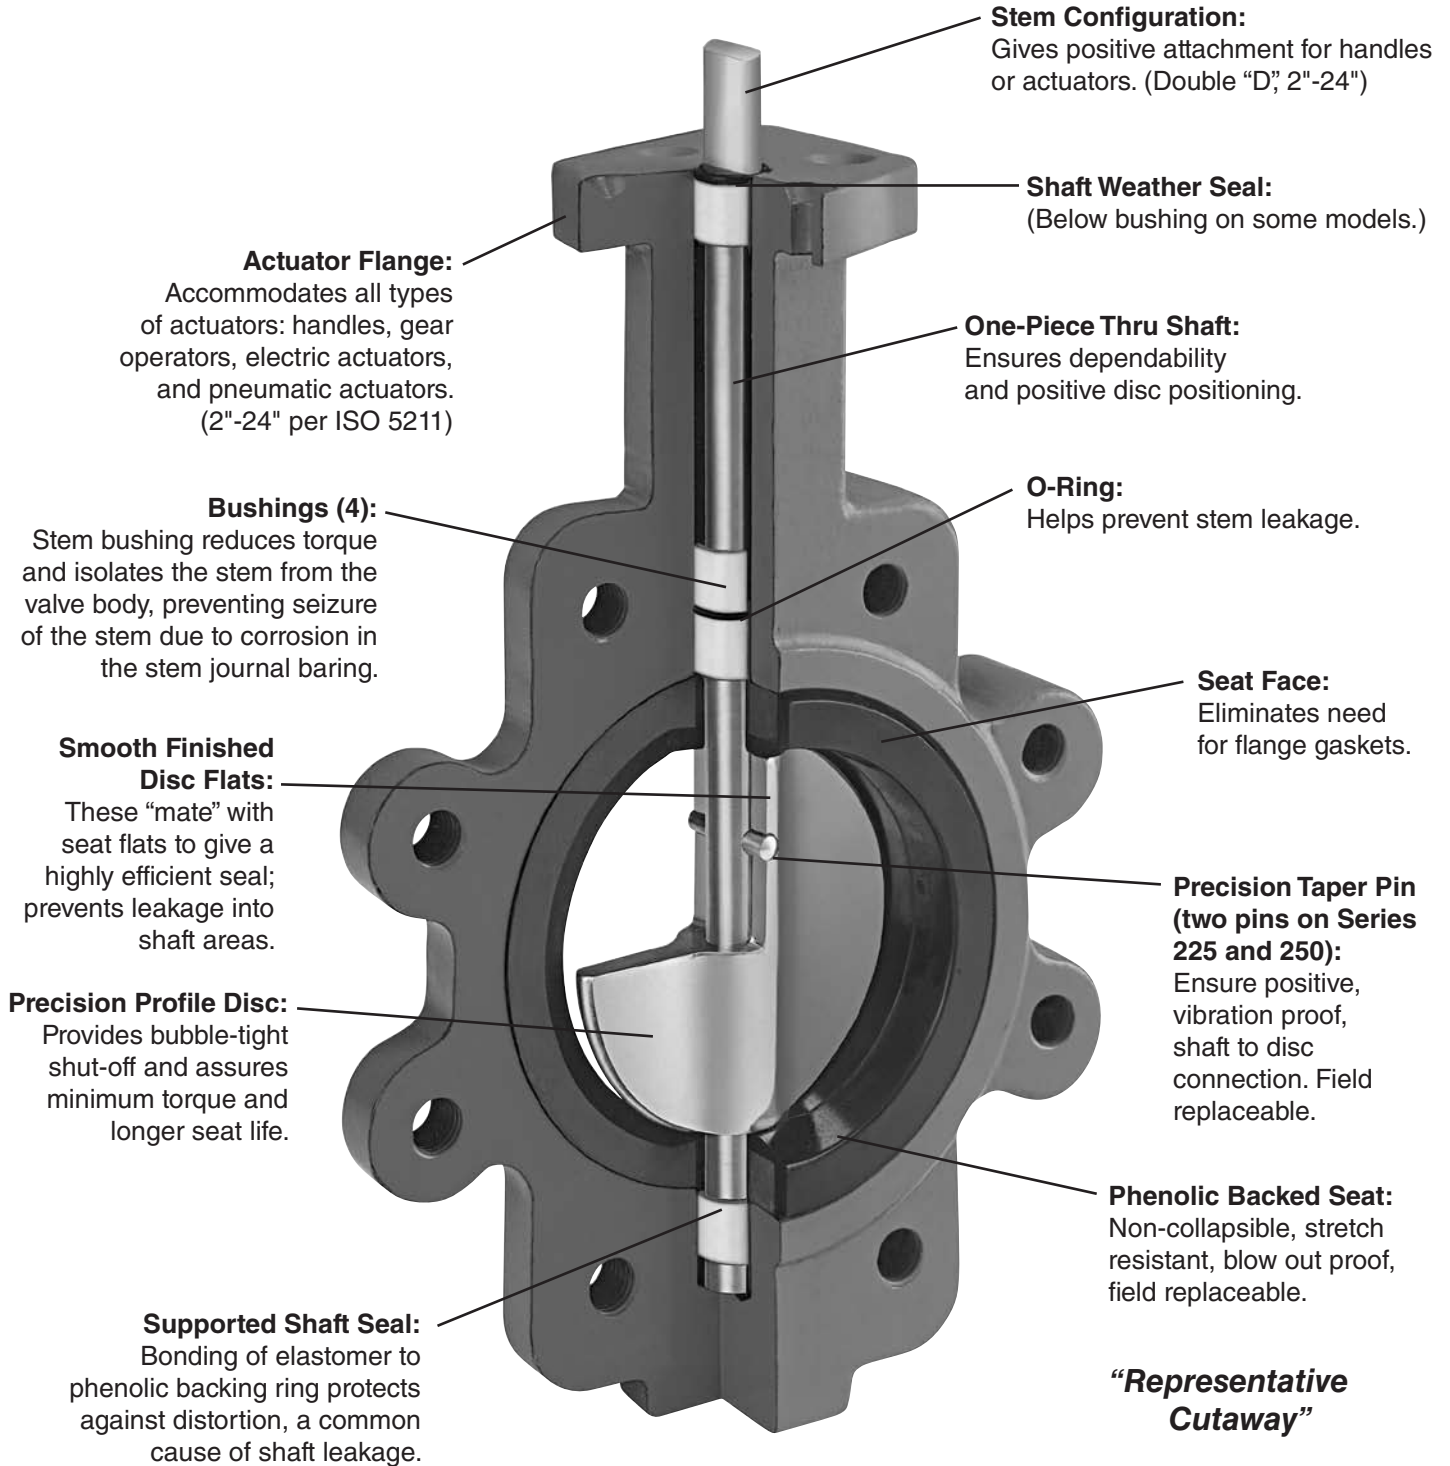 Stem Configuration:
Gives positive attachment for handles
or actuators. (Double “D”, 2"-24")
Shaft Weather Seal:
(Below bushing on some models.)
Actuator Flange:
Accommodates all types
of actuators: handles, gear
operators, electric actuators,
and pneumatic actuators.
(2"-24" per ISO 5211)
One-Piece Thru Shaft:
Ensures dependability
and positive disc positioning.
Bushings (4):
Stem bushing reduces torque
and isolates the stem from the
valve body, preventing seizure
of the stem due to corrosion in
the stem journal baring.
O-Ring:
Helps prevent stem leakage.
Seat Face:
Eliminates need
for flange gaskets.
Smooth Finished
Disc Flats:
These “mate” with
seat flats to give a
highly efficient seal;
prevents leakage into
shaft areas.
Precision Taper Pin
(two pins on Series
225 and 250):
Ensure positive,
vibration proof,
shaft to disc
connection. Field
replaceable.
Precision Profile Disc:
Provides bubble-tight
shut-off and assures
minimum torque and
longer seat life.
Phenolic Backed Seat:
Non-collapsible, stretch
resistant, blow out proof,
field replaceable.
Supported Shaft Seal:
Bonding of elastomer to
phenolic backing ring protects
against distortion, a common
cause of shaft leakage.
“Representative
Cutaway”